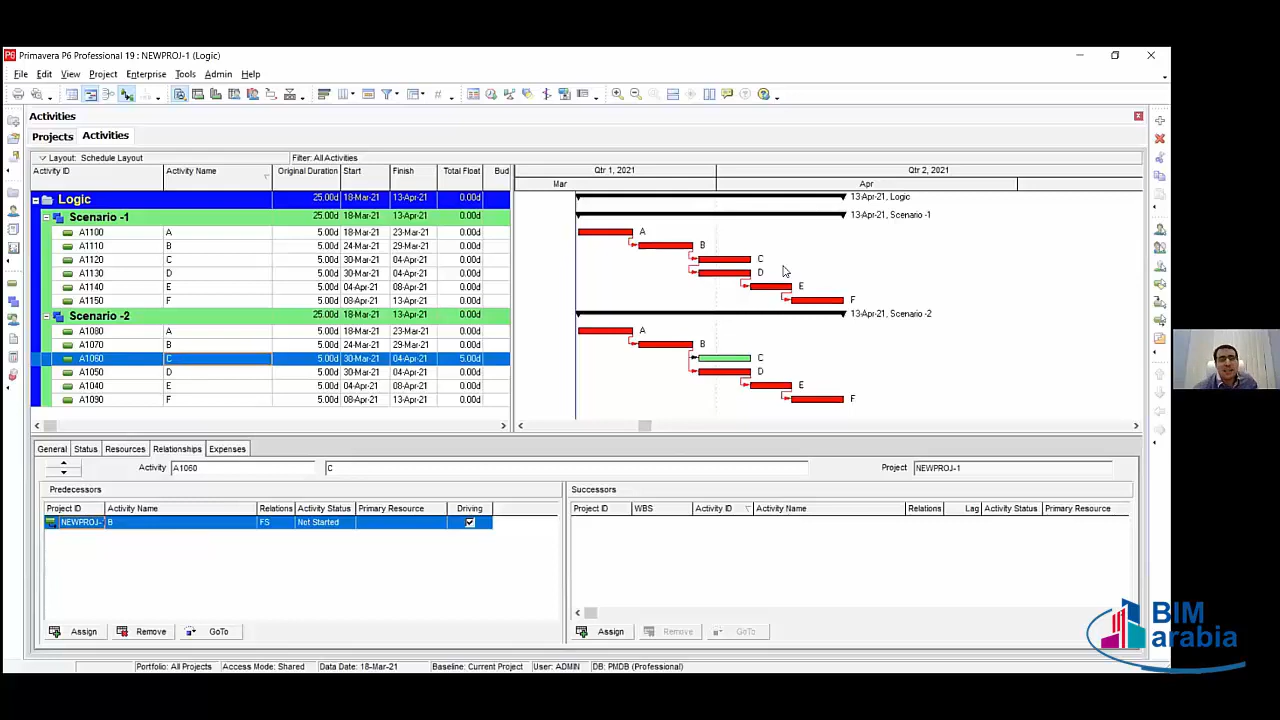 Primavera P6 Professional 19 : NEWPROJ-1 (Logic)
File Edit View Project Enterprise Tools Admin Help
Activities
Projects Activities
Layout: Schedule Layout Filter: All Activities
Activity ID Activity Name Original Duration Start Finish Total Float Bud
Qtr 1, 2021 Qtr 2, 2021
Mar Apr
Logic 25.00d 18-Mar-21 13-Apr-21 0.00d 13-Apr-21, Logic
Scenario -1 25.00d 18-Mar-21 13-Apr-21 0.00d 13-Apr-21, Scenario -1
A1100 A 5.00d 18-Mar-21 23-Mar-21 0.00d A
A1110 B 5.00d 24-Mar-21 29-Mar-21 0.00d B
A1120 C 5.00d 30-Mar-21 04-Apr-21 0.00d C
A1130 D 5.00d 30-Mar-21 04-Apr-21 0.00d D
A1140 E 5.00d 04-Apr-21 08-Apr-21 0.00d E
A1150 F 5.00d 08-Apr-21 13-Apr-21 0.00d F
Scenario -2 25.00d 18-Mar-21 13-Apr-21 0.00d 13-Apr-21, Scenario -2
A1080 A 5.00d 18-Mar-21 23-Mar-21 0.00d A
A1070 B 5.00d 24-Mar-21 29-Mar-21 0.00d B
A1060 C 5.00d 30-Mar-21 04-Apr-21 5.00d C
A1050 D 5.00d 30-Mar-21 04-Apr-21 0.00d D
A1040 E 5.00d 04-Apr-21 08-Apr-21 0.00d E
A1090 F 5.00d 08-Apr-21 13-Apr-21 0.00d F
General Status Resources Relationships Expenses
Activity A1060 C Project NEWPROJ-1
Predecessors Successors
Project ID Activity Name Relations Activity Status Primary Resource Driving
Project ID WBS Activity ID Activity Name Relations Lag Activity Status Primary Resource
NEWPROJ- B FS Not Started
Assign Remove GoTo Assign Remove GoTo
Portfolio: All Projects Access Mode: Shared Data Date: 18-Mar-21 Baseline: Current Project User: ADMIN DB: PMDB (Professional)
BIM
arabia